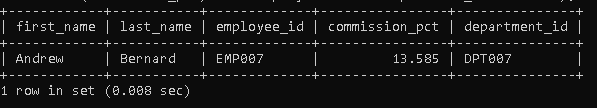 | first_name | last_name | employee_id | commission_pct | department_id |
| Andrew | Bernard | EMP007 | 13.585 | DPT007 |
1 row in set (0.008 sec)